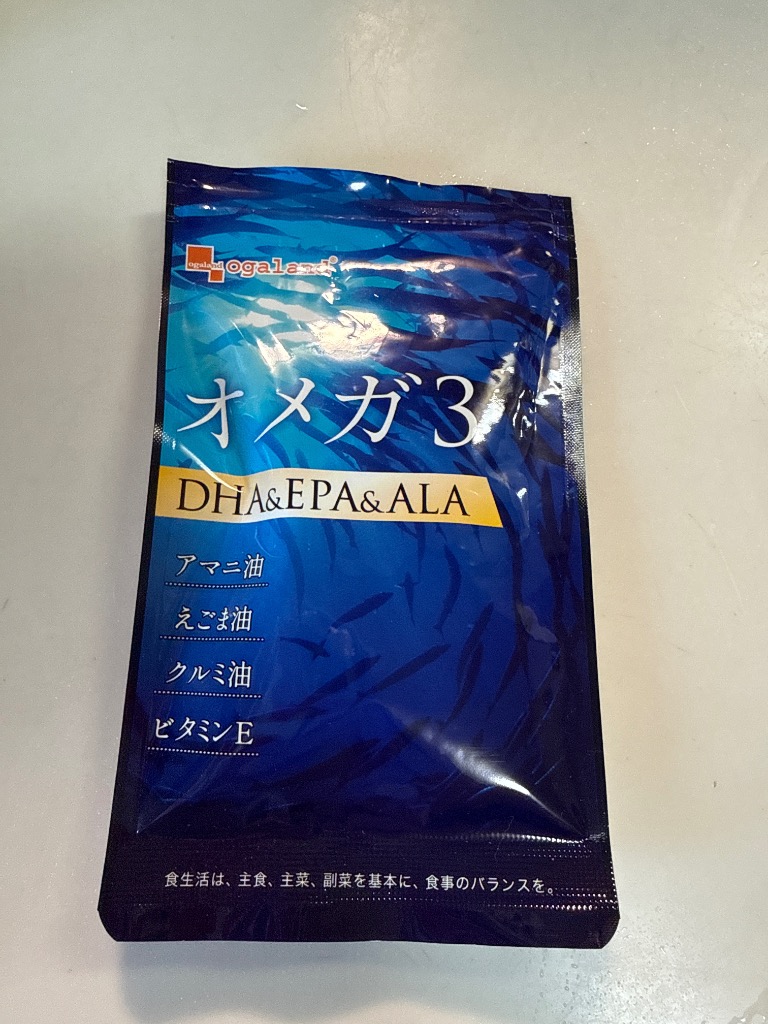 ogaland ogaland®
オメガ3
DHA&EPA&ALA
アマニ油
えごま油
クルミ油
ビタミンE
食生活は、主食、主菜、副菜を基本に、食事のバランスを。